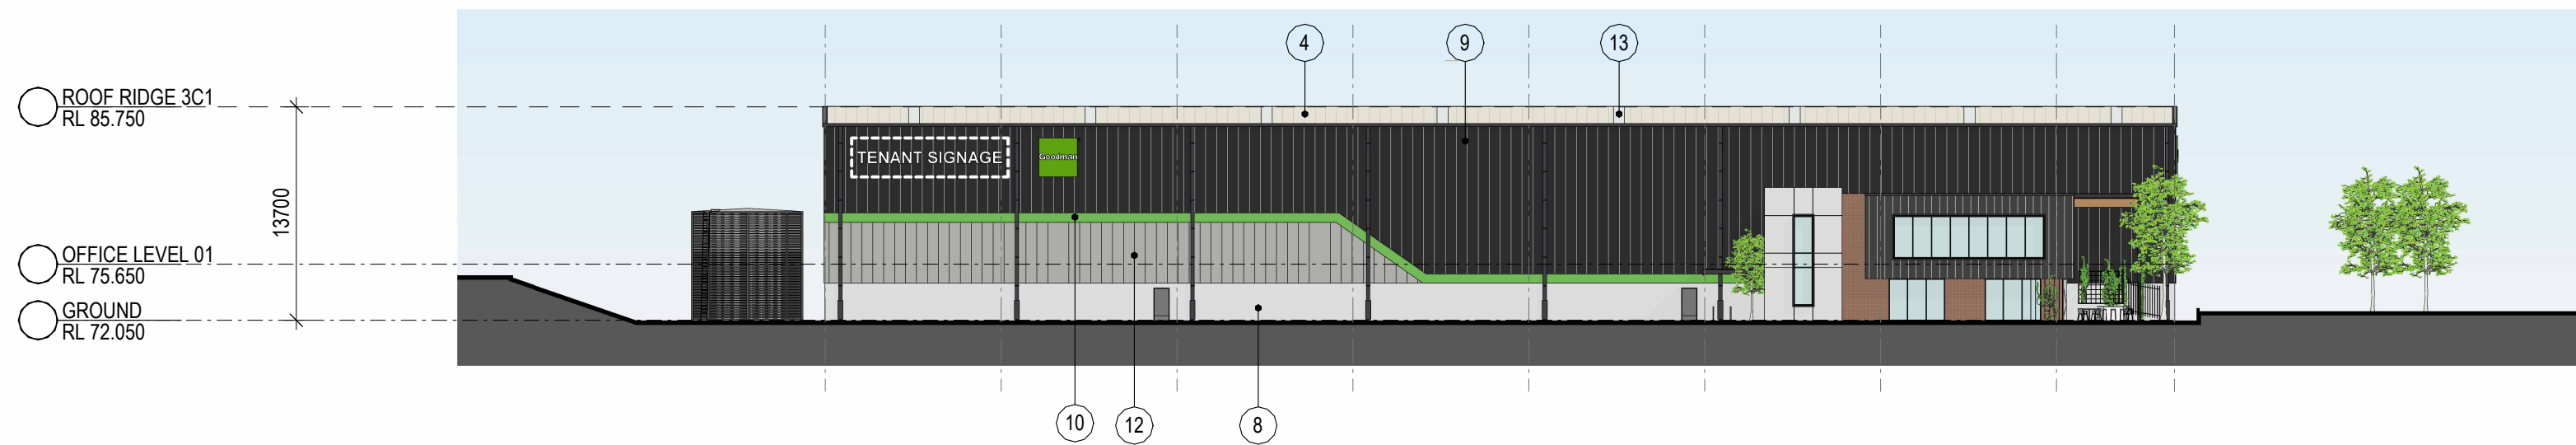 4
9
13
ROOF RIDGE 3C1
RL 85.750
TENANT SIGNAGE
Goodman
13700
OFFICE LEVEL 01
RL 75.650
GROUND
RL 72.050
10
12
8